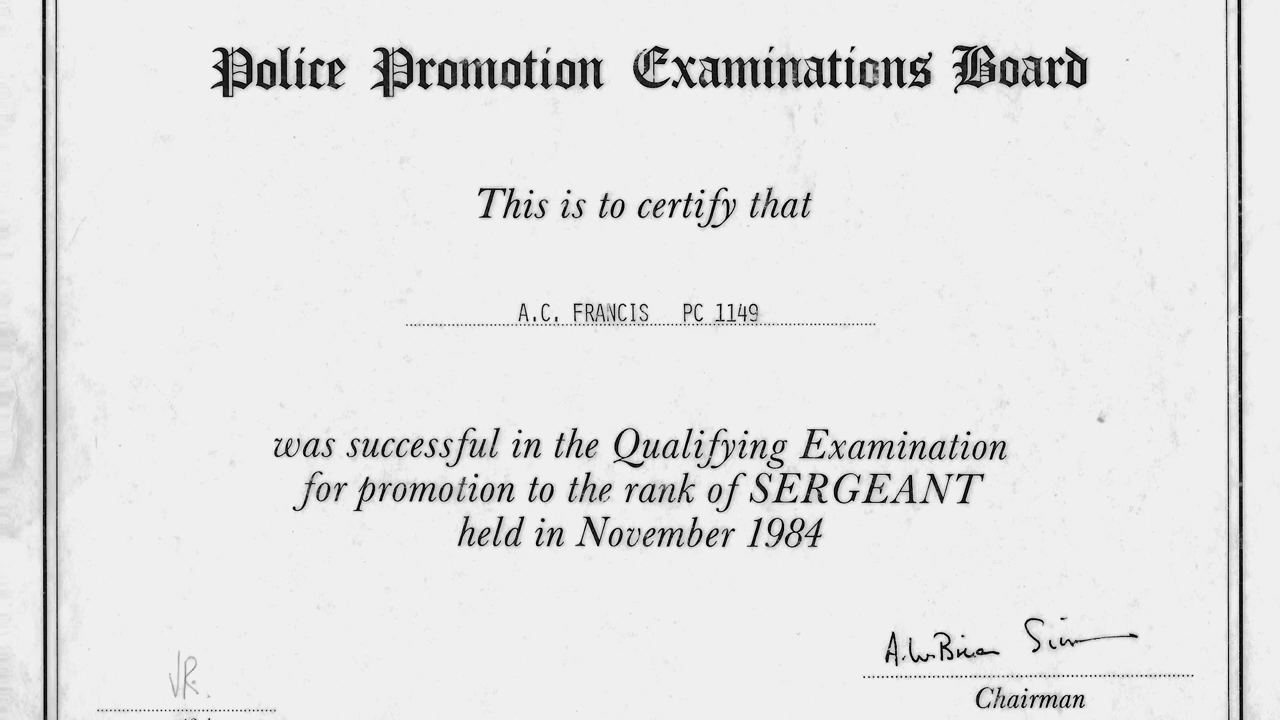 Police Promotion Examinations Board
This is to certify that
A.C. FRANCIS PC 1149
was successful in the Qualifying Examination
for promotion to the rank of SERGEANT
held in November 1984
JR.
Chairman